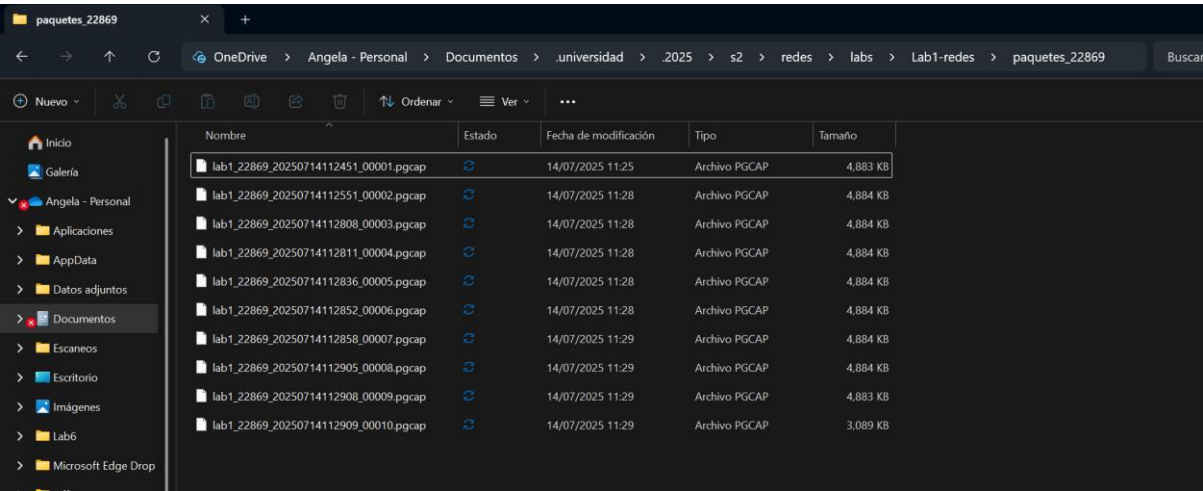 paquetes_22869
OneDrive > Angela - Personal > Documentos > .universidad > .2025 > s2 > redes > labs > Lab1-redes > paquetes_22869 Buscar
Nuevo Ordenar Ver ...
Nombre Estado Fecha de modificación Tipo Tamaño
Inicio
Galería
Angela - Personal
Aplicaciones
AppData
Datos adjuntos
Documentos
Escaneos
Escritorio
Imágenes
Lab6
Microsoft Edge Drop
lab1_22869_20250714112451_00001.pgcap 14/07/2025 11:25 Archivo PGCAP 4,883 KB
lab1_22869_20250714112551_00002.pgcap 14/07/2025 11:28 Archivo PGCAP 4,884 KB
lab1_22869_20250714112808_00003.pgcap 14/07/2025 11:28 Archivo PGCAP 4,884 KB
lab1_22869_20250714112811_00004.pgcap 14/07/2025 11:28 Archivo PGCAP 4,884 KB
lab1_22869_20250714112836_00005.pgcap 14/07/2025 11:28 Archivo PGCAP 4,884 KB
lab1_22869_20250714112852_00006.pgcap 14/07/2025 11:28 Archivo PGCAP 4,884 KB
lab1_22869_20250714112858_00007.pgcap 14/07/2025 11:29 Archivo PGCAP 4,884 KB
lab1_22869_20250714112905_00008.pgcap 14/07/2025 11:29 Archivo PGCAP 4,884 KB
lab1_22869_20250714112908_00009.pgcap 14/07/2025 11:29 Archivo PGCAP 4,883 KB
lab1_22869_20250714112909_00010.pgcap 14/07/2025 11:29 Archivo PGCAP 3,089 KB